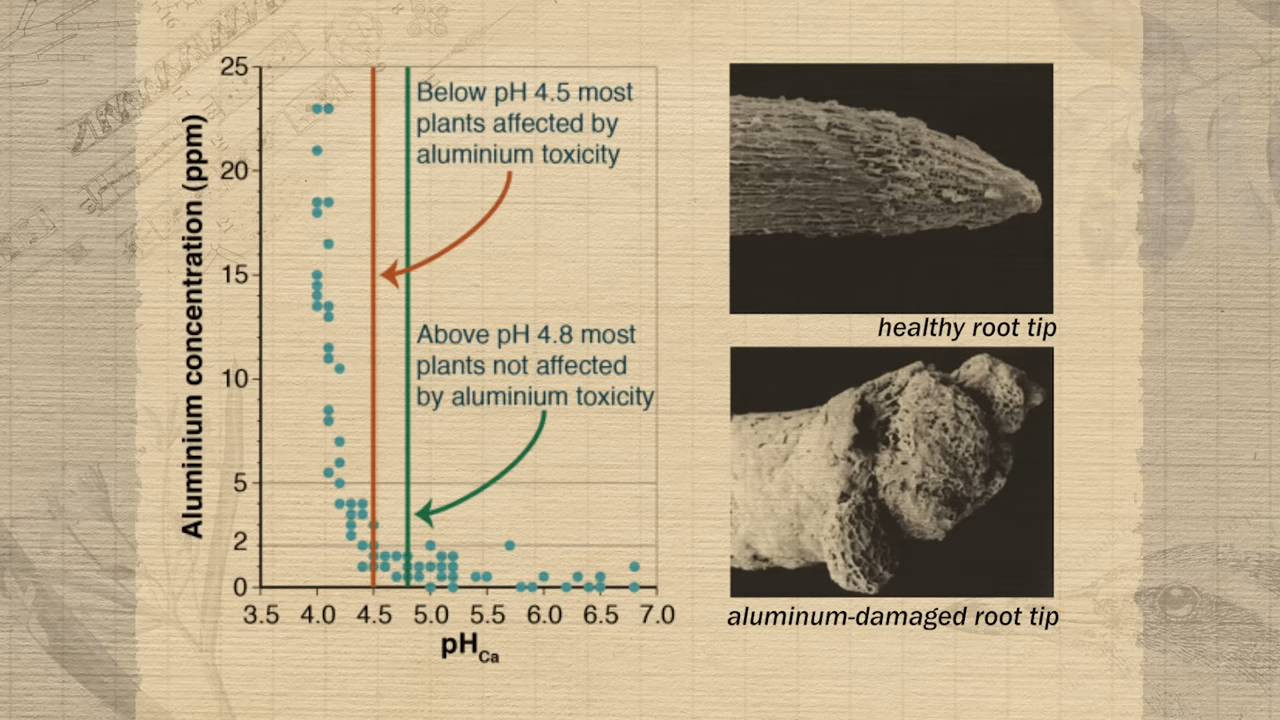 25
20
15
10
5
2
0
Aluminium concentration (ppm)
Below pH 4.5 most
plants affected by
aluminium toxicity
Above pH 4.8 most
plants not affected
by aluminium toxicity
3.5 4.0 4.5 5.0 5.5 6.0 6.5 7.0
pHCa
healthy root tip
aluminum-damaged root tip